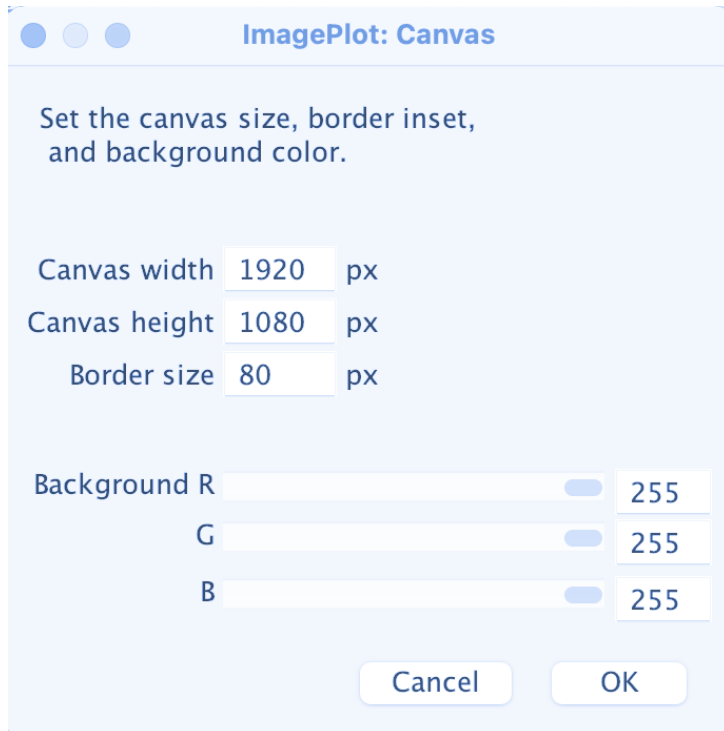 ImagePlot: Canvas
Set the canvas size, border inset,
and background color.
Canvas width 1920 px
Canvas height 1080 px
Border size 80 px
Background R 255
G 255
B 255
Cancel OK